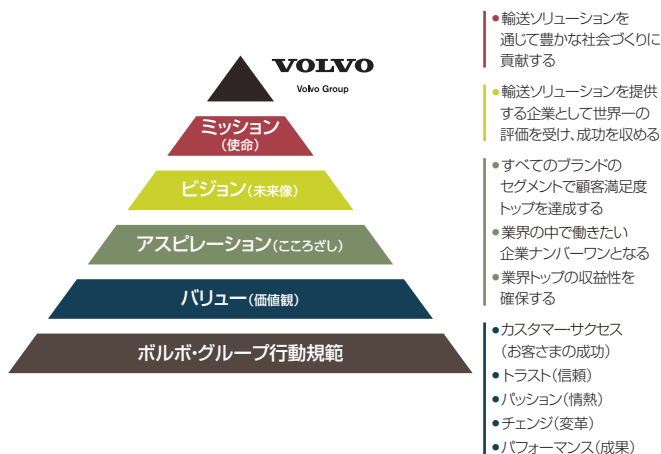 VOLVO
Volvo Group
ミッション
(使命)
ビジョン(未来像)
アスピレーション(こころざし)
バリュー(価値観)
ボルボ・グループ行動規範
●輸送ソリューションを
通じて豊かな社会づくりに
貢献する
●輸送ソリューションを提供
する企業として世界一の
評価を受け、成功を収める
●すべてのブランドの
セグメントで顧客満足度
トップを達成する
●業界の中で働きたい
企業ナンバーワンとなる
●業界トップの収益性を
確保する
●カスタマー・サクセス
(お客さまの成功)
●トラスト(信頼)
●パッション(情熱)
●チェンジ(変革)
●パフォーマンス(成果)